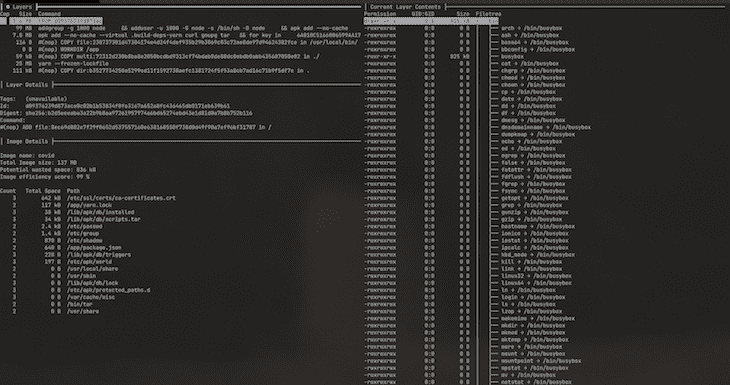 Layers
Cmp Size Command
99 MB addgroup -g 1000 node && adduser -u 1000 -G node -s /bin/sh -D node && apk add --no-cache
7.8 MB apk add --no-cache --virtual .build-deps-yarn curl gnupg tar && for key in
116 B #(nop) COPY in /usr/local/bin/
0 B #(nop) WORKDIR /app
59 kB #(nop) COPY in ./
25 MB yarn --frozen-lockfile
11 kB #(nop) COPY in .
Layer Details
Tags: (unavailable)
Id:
Digest:
Command:
#(nop) ADD in /
Image Details
Image name: covid
Total Image size: 137 MB
Potential wasted space: 836 kB
Image efficiency score: 99 %
Count Total Space Path
3 642 kB /etc/ssl/certs/ca-certificates.crt
2 117 kB /app/yarn.lock
3 38 kB /lib/apk/db/installed
3 34 kB /lib/apk/db/scripts.tar
2 2.4 kB /etc/passwd
2 1.4 kB /etc/group
2 870 B /etc/shadow
2 640 B /app/package.json
3 228 B /lib/apk/db/triggers
3 197 B /etc/apk/world
2 0 B /usr/local/share
2 0 B /usr/sbin
3 0 B /lib/apk/db/lock
2 0 B /etc/apk/protected_paths.d
2 0 B /var/cache/misc
2 0 B /bin/tar
2 0 B /usr/share
Current Layer Contents
Permission UID:GID Size Filetree
-rwxrwxrwx 0:0 0 B arch → /bin/busybox
-rwxrwxrwx 0:0 0 B ash → /bin/busybox
-rwxrwxrwx 0:0 0 B base64 → /bin/busybox
-rwxrwxrwx 0:0 0 B bbconfig → /bin/busybox
-rwxr-xr-x 0:0 825 kB busybox
-rwxrwxrwx 0:0 0 B cat → /bin/busybox
-rwxrwxrwx 0:0 0 B chgrp → /bin/busybox
-rwxrwxrwx 0:0 0 B chmod → /bin/busybox
-rwxrwxrwx 0:0 0 B chown → /bin/busybox
-rwxrwxrwx 0:0 0 B cp → /bin/busybox
-rwxrwxrwx 0:0 0 B date → /bin/busybox
-rwxrwxrwx 0:0 0 B dd → /bin/busybox
-rwxrwxrwx 0:0 0 B df → /bin/busybox
-rwxrwxrwx 0:0 0 B dmesg → /bin/busybox
-rwxrwxrwx 0:0 0 B dnsdomainname → /bin/busybox
-rwxrwxrwx 0:0 0 B dumpkmap → /bin/busybox
-rwxrwxrwx 0:0 0 B echo → /bin/busybox
-rwxrwxrwx 0:0 0 B ed → /bin/busybox
-rwxrwxrwx 0:0 0 B egrep → /bin/busybox
-rwxrwxrwx 0:0 0 B false → /bin/busybox
-rwxrwxrwx 0:0 0 B fatattr → /bin/busybox
-rwxrwxrwx 0:0 0 B fdflush → /bin/busybox
-rwxrwxrwx 0:0 0 B fgrep → /bin/busybox
-rwxrwxrwx 0:0 0 B fsync → /bin/busybox
-rwxrwxrwx 0:0 0 B getopt → /bin/busybox
-rwxrwxrwx 0:0 0 B grep → /bin/busybox
-rwxrwxrwx 0:0 0 B gunzip → /bin/busybox
-rwxrwxrwx 0:0 0 B gzip → /bin/busybox
-rwxrwxrwx 0:0 0 B hostname → /bin/busybox
-rwxrwxrwx 0:0 0 B ionice → /bin/busybox
-rwxrwxrwx 0:0 0 B iostat → /bin/busybox
-rwxrwxrwx 0:0 0 B ipcalc → /bin/busybox
-rwxrwxrwx 0:0 0 B kbd_mode → /bin/busybox
-rwxrwxrwx 0:0 0 B kill → /bin/busybox
-rwxrwxrwx 0:0 0 B link → /bin/busybox
-rwxrwxrwx 0:0 0 B linux32 → /bin/busybox
-rwxrwxrwx 0:0 0 B linux64 → /bin/busybox
-rwxrwxrwx 0:0 0 B ln → /bin/busybox
-rwxrwxrwx 0:0 0 B login → /bin/busybox
-rwxrwxrwx 0:0 0 B ls → /bin/busybox
-rwxrwxrwx 0:0 0 B lzop → /bin/busybox
-rwxrwxrwx 0:0 0 B makemime → /bin/busybox
-rwxrwxrwx 0:0 0 B mkdir → /bin/busybox
-rwxrwxrwx 0:0 0 B mknod → /bin/busybox
-rwxrwxrwx 0:0 0 B mktemp → /bin/busybox
-rwxrwxrwx 0:0 0 B more → /bin/busybox
-rwxrwxrwx 0:0 0 B mount → /bin/busybox
-rwxrwxrwx 0:0 0 B mountpoint → /bin/busybox
-rwxrwxrwx 0:0 0 B mpstat → /bin/busybox
-rwxrwxrwx 0:0 0 B mv → /bin/busybox
-rwxrwxrwx 0:0 0 B netstat → /bin/busybox